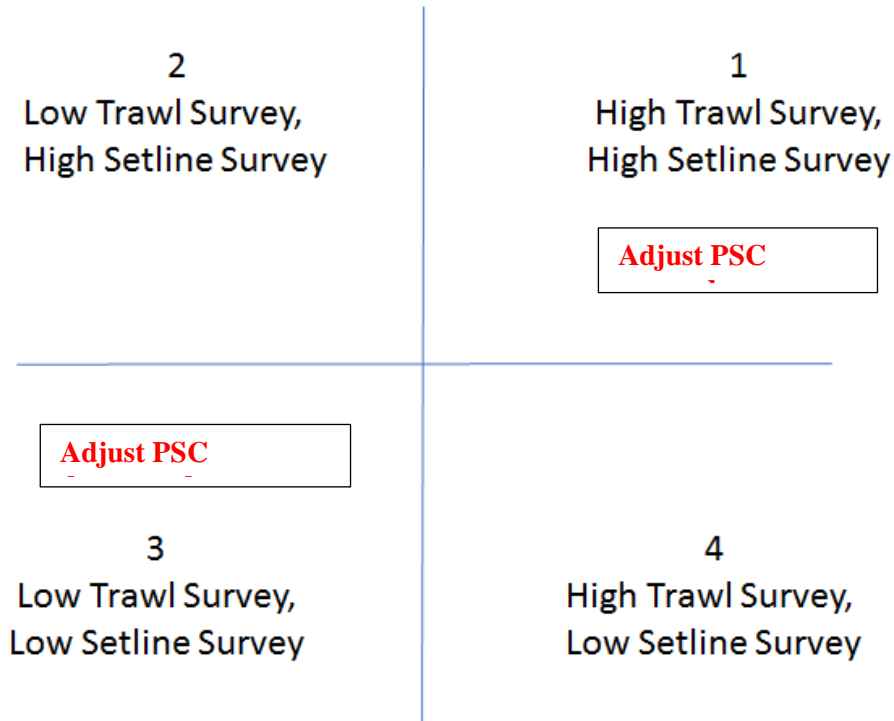 2
Low Trawl Survey,
High Setline Survey
1
High Trawl Survey,
High Setline Survey
Adjust PSC
Adjust PSC
3
Low Trawl Survey,
Low Setline Survey
4
High Trawl Survey,
Low Setline Survey